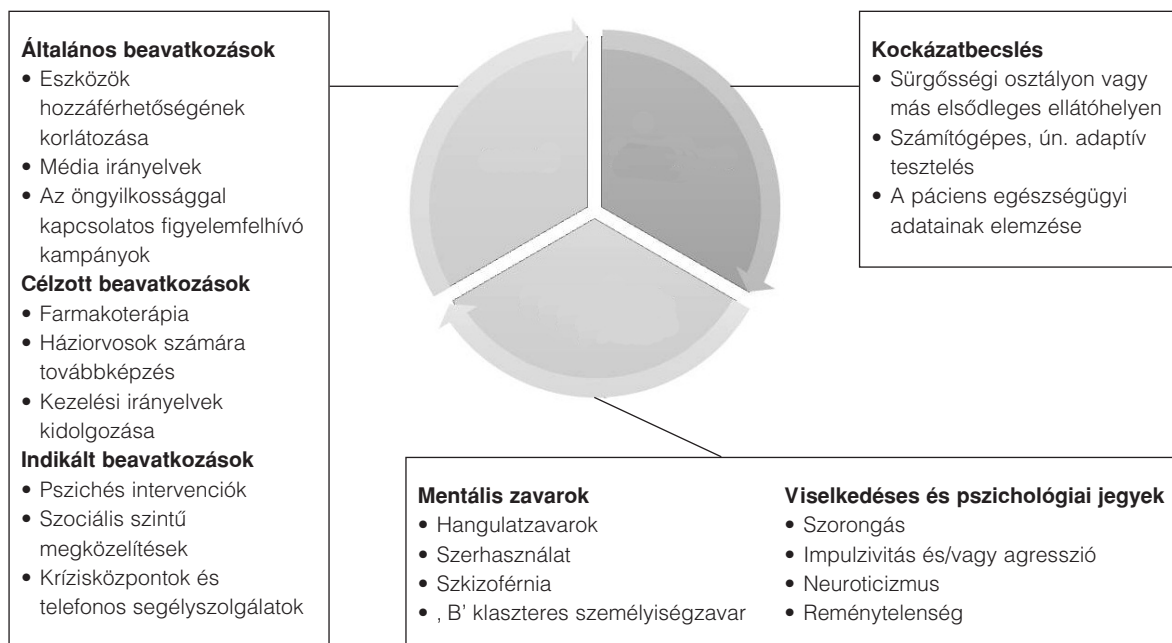 Általános beavatkozások
• Eszközök
hozzáférhetőségének
korlátozása
• Média irányelvek
• Az öngyilkossággal
kapcsolatos figyelemfelhívó
kampányok
Célzott beavatkozások
• Farmakoterápia
• Háziorvosok számára
továbbképzés
• Kezelési irányelvek
kidolgozása
Indikált beavatkozások
• Pszichés intervenciók
• Szociális szintű
megközelítések
• Krízisközpontok és
telefonos segélyszolgálatok
Kockázatbecslés
• Sürgősségi osztályon vagy
más elsődleges ellátóhelyen
• Számítógépes, ún. adaptív
tesztelés
• A páciens egészségügyi
adatainak elemzése
Mentális zavarok
• Hangulatzavarok
• Szerhasználat
• Szkizoférnia
• , B’ klaszteres személyiségzavar
Viselkedéses és pszichológiai jegyek
• Szorongás
• Impulzivitás és/vagy agresszió
• Neuroticizmus
• Reménytelenség